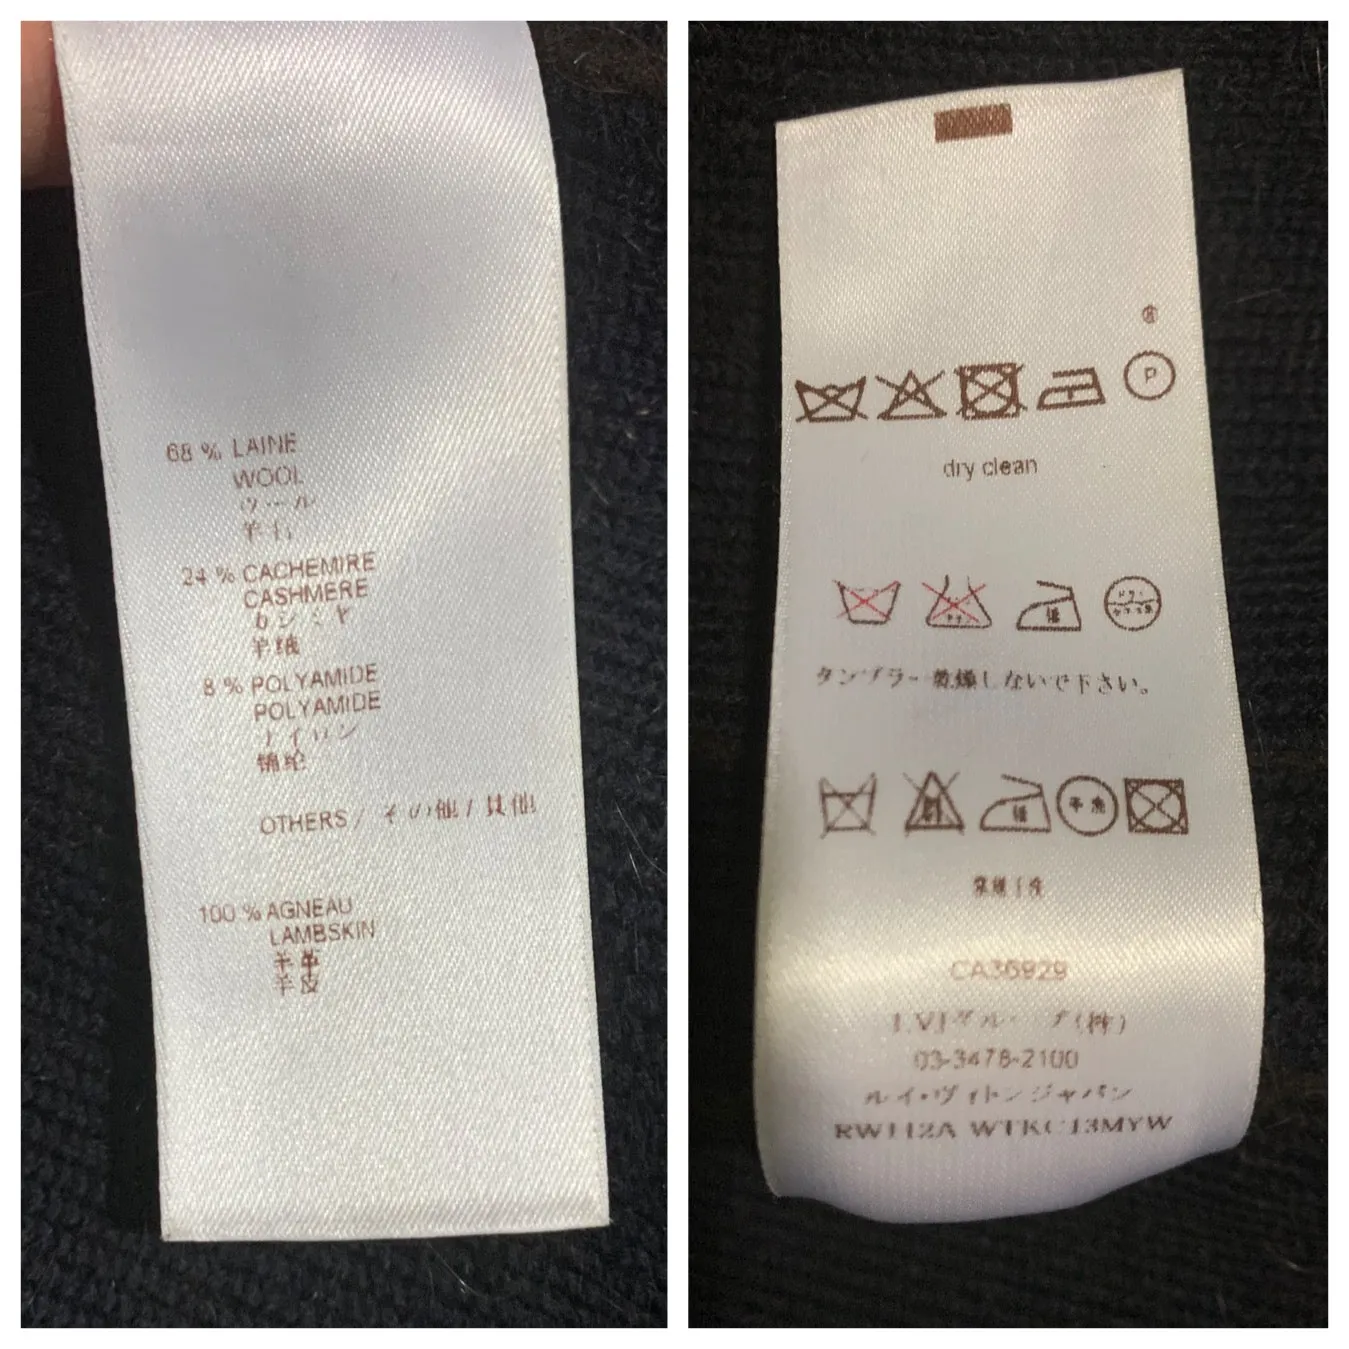 68 % LAINE
WOOL
ウール
羊毛
24 % CACHEMIRE
CASHMERE
カシミヤ
羊绒
8 % POLYAMIDE
POLYAMIDE
ナイロン
锦纶
OTHERS / その他 / 其他
100 % AGNEAU
LAMBSKIN
羊革
羊皮
P
dry clean
タンブラー乾燥しないで下さい。
CA36929
LVJグループ(株)
03-3478-2100
ルイ・ヴィトンジャパン
RW112A WTKC13MYW